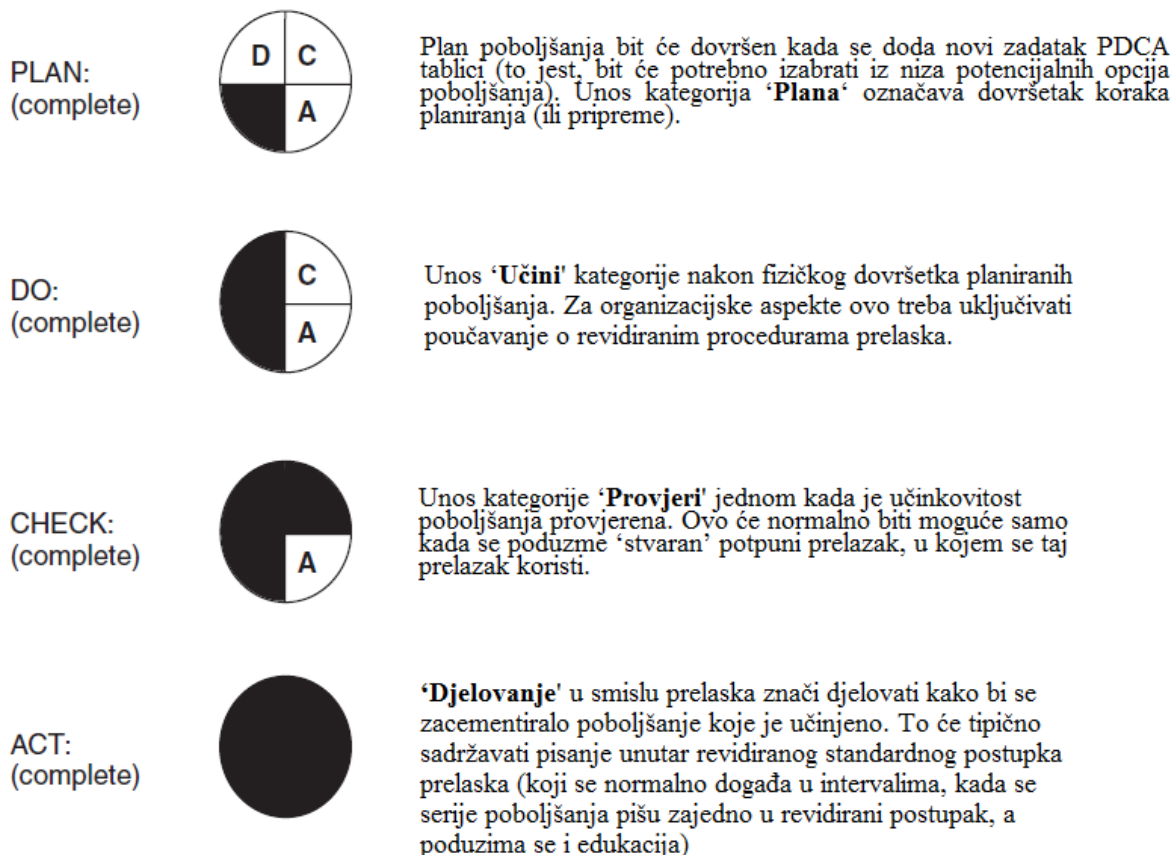 PLAN:
(complete)
D C
A
Plan poboljšanja bit će dovršen kada se doda novi zadatak PDCA
tablici (to jest, bit će potrebno izabrati iz niza potencijalnih opcija
poboljšanja). Unos kategorija ‘Plana‘ označava dovršetak koraka
planiranja (ili pripreme).
DO:
(complete)
C
A
Unos ‘Učini' kategorije nakon fizičkog dovršetka planiranih
poboljšanja. Za organizacijske aspekte ovo treba uključivati
poučavanje o revidiranim procedurama prelaska.
CHECK:
(complete)
A
Unos kategorije ‘Provjeri' jednom kada je učinkovitost
poboljšanja provjerena. Ovo će normalno biti moguće samo
kada se poduzme ‘stvaran’ potpuni prelazak, u kojem se taj
prelazak koristi.
ACT:
(complete)
‘Djelovanje' u smislu prelaska znači djelovati kako bi se
zacementiralo poboljšanje koje je učinjeno. To će tipično
sadržavati pisanje unutar revidiranog standardnog postupka
prelaska (koji se normalno događa u intervalima, kada se
serije poboljšanja pišu zajedno u revidirani postupak, a
poduzima se i edukacija)